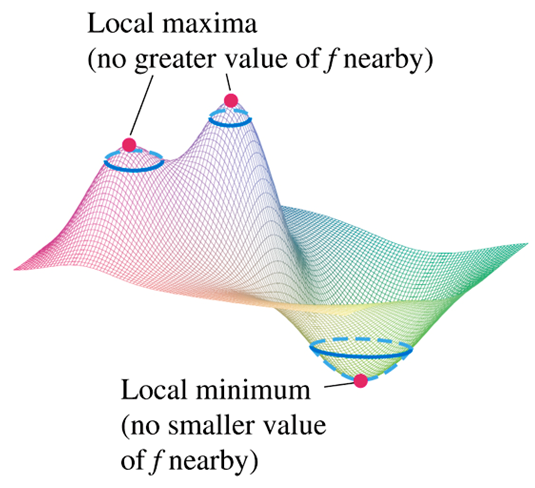 Local maxima
(no greater value of f nearby)
Local minimum
(no smaller value
of f nearby)